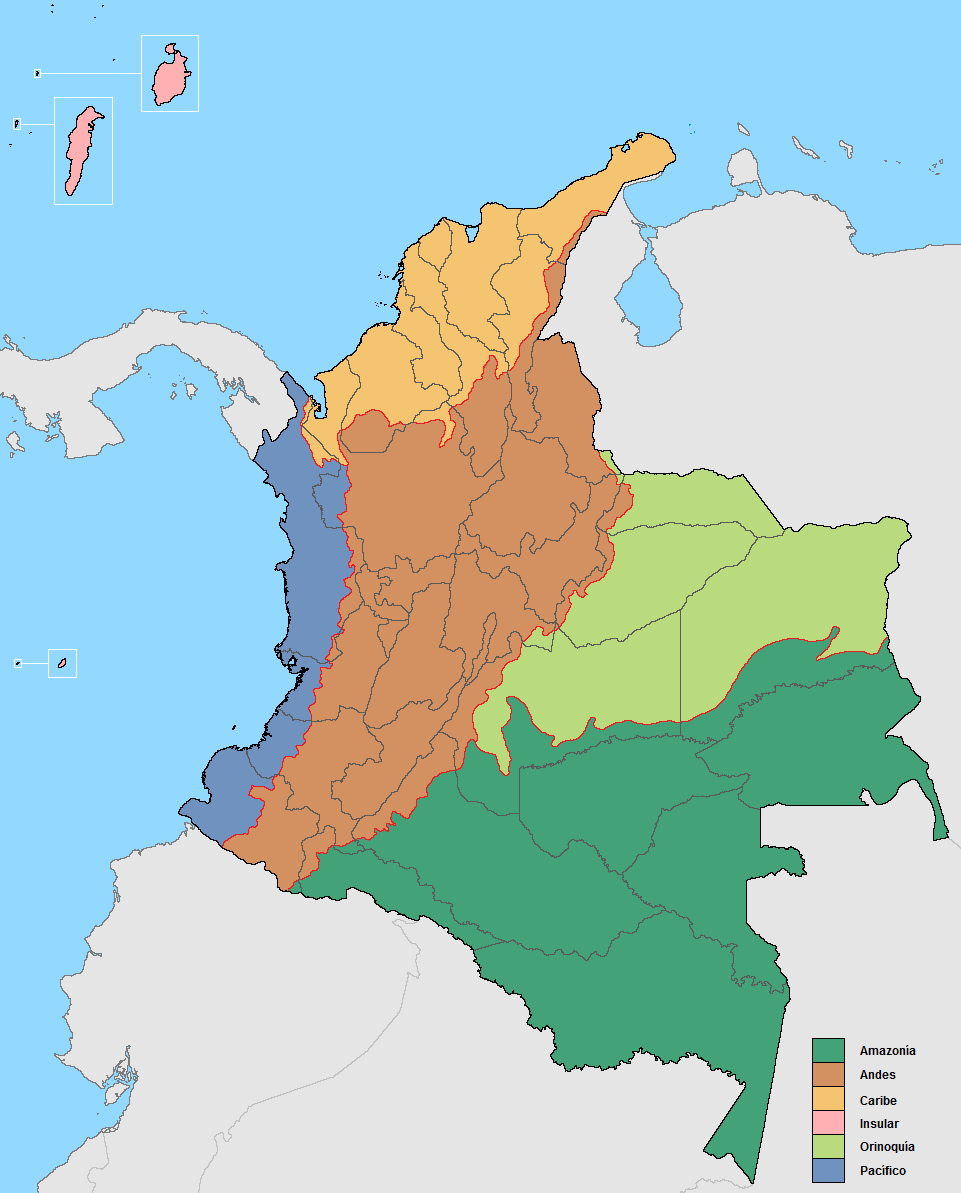 Amazonía
Andes
Caribe
Insular
Orinoquía
Pacífico